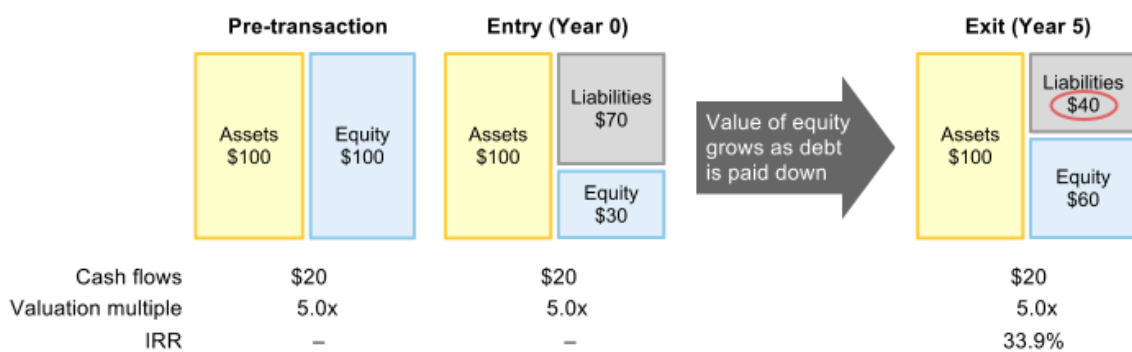 Pre-transaction
Entry (Year 0)
Exit (Year 5)
Assets
$100
Equity
$100
Assets
$100
Liabilities
$70
Equity
$30
Value of equity
grows as debt
is paid down
Assets
$100
Liabilities
$40
Equity
$60
Cash flows $20 $20 $20
Valuation multiple 5.0x 5.0x 5.0x
IRR – – 33.9%